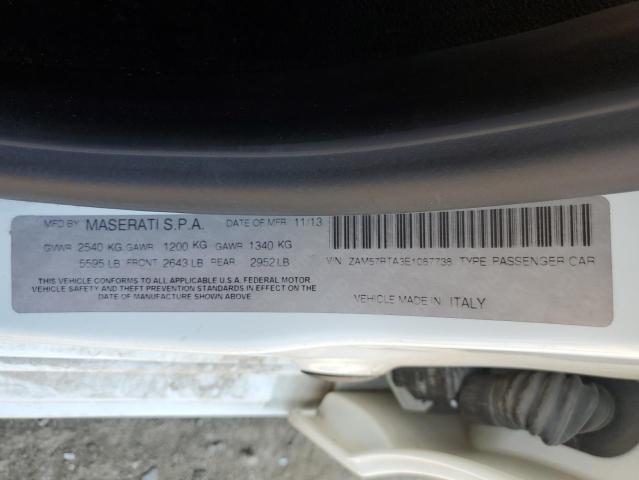 MFD BY MASERATI S.P.A. DATE OF MFR 11/13
GVWR 2540 KG GAWR 1200 KG GAWR 1340 KG
5595 LB FRONT 2643 LB REAR 2952 LB
VIN: ZAM57RTA3E1087738 TYPE PASSENGER CAR
THIS VEHICLE CONFORMS TO ALL APPLICABLE U.S.A. FEDERAL MOTOR
VEHICLE SAFETY AND THEFT PREVENTION STANDARDS IN EFFECT ON THE
DATE OF MANUFACTURE SHOWN ABOVE
VEHICLE MADE IN ITALY